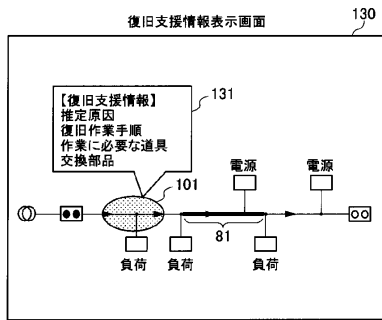 復旧支援情報表示画面
130
【復旧支援情報】
推定原因
復旧作業手順
作業に必要な道具
交換部品
131
101
電源
電源
81
負荷
負荷
負荷